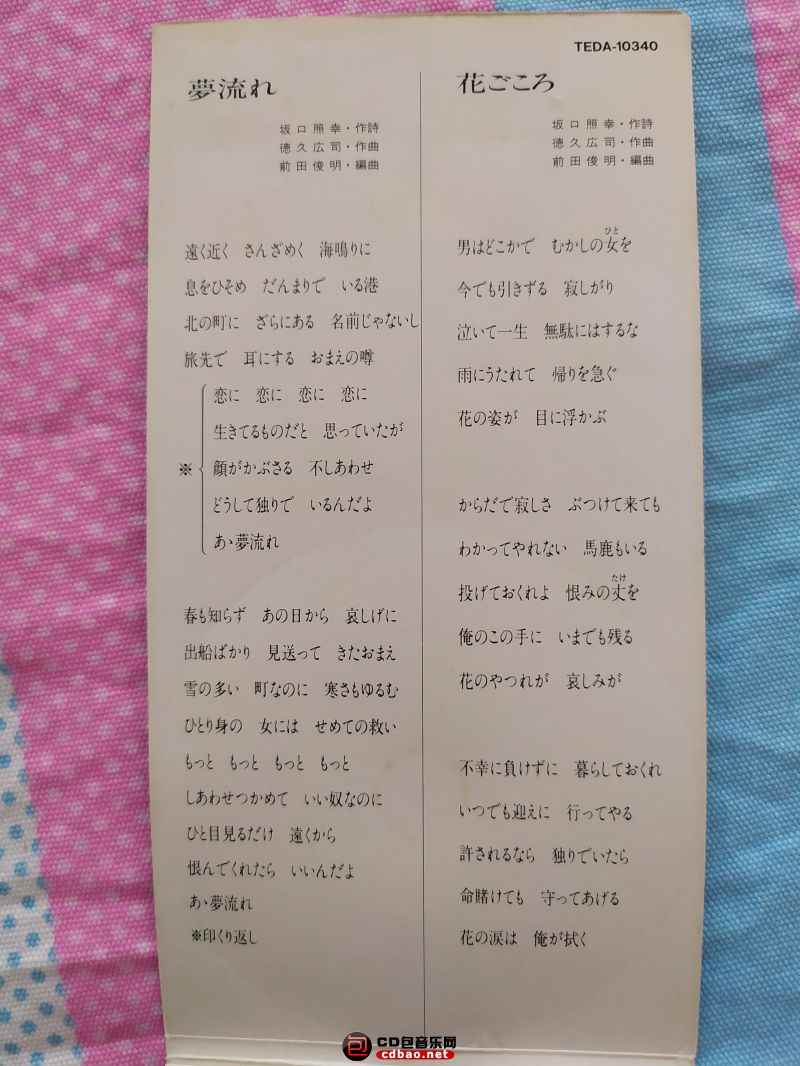 TEDA-10340
夢流れ
坂口照幸・作詩
徳久広司・作曲
前田俊明・編曲
遠く近く　さんざめく　海鳴りに
息をひそめ　だんまりで　いる港
北の町に　ざらにある　名前じゃないし
旅先で　耳にする　おまえの噂
恋に　恋に　恋に　恋に
生きてるものだと　思っていたが
※ 顔がかぶさる　不しあわせ
どうして独りで　いるんだよ
あゝ夢流れ
春も知らず　あの日から　哀しげに
出船ばかり　見送って　きたおまえ
雪の多い　町なのに　寒さもゆるむ
ひとり身の　女には　せめての救い
もっと　もっと　もっと　もっと
しあわせつかめて　いい奴なのに
ひと目見るだけ　遠くから
恨んでくれたら　いいんだよ
あゝ夢流れ
※印くり返し
花ごころ
坂口照幸・作詩
徳久広司・作曲
前田俊明・編曲
男はどこかで　むかしの女を
ひと
今でも引きずる　寂しがり
泣いて一生　無駄にはするな
雨にうたれて　帰りを急ぐ
花の姿が　目に浮かぶ
からだで寂しさ　ぶつけて来ても
わかってやれない　馬鹿もいる
投げておくれよ　恨みの丈を
たけ
俺のこの手に　いまでも残る
花のやつれが　哀しみが
不幸に負けずに　暮らしておくれ
いつでも迎えに　行ってやる
許されるなら　独りでいたら
命賭けても　守ってあげる
花の涙は　俺が拭く
CD包音乐网
cdbao.net